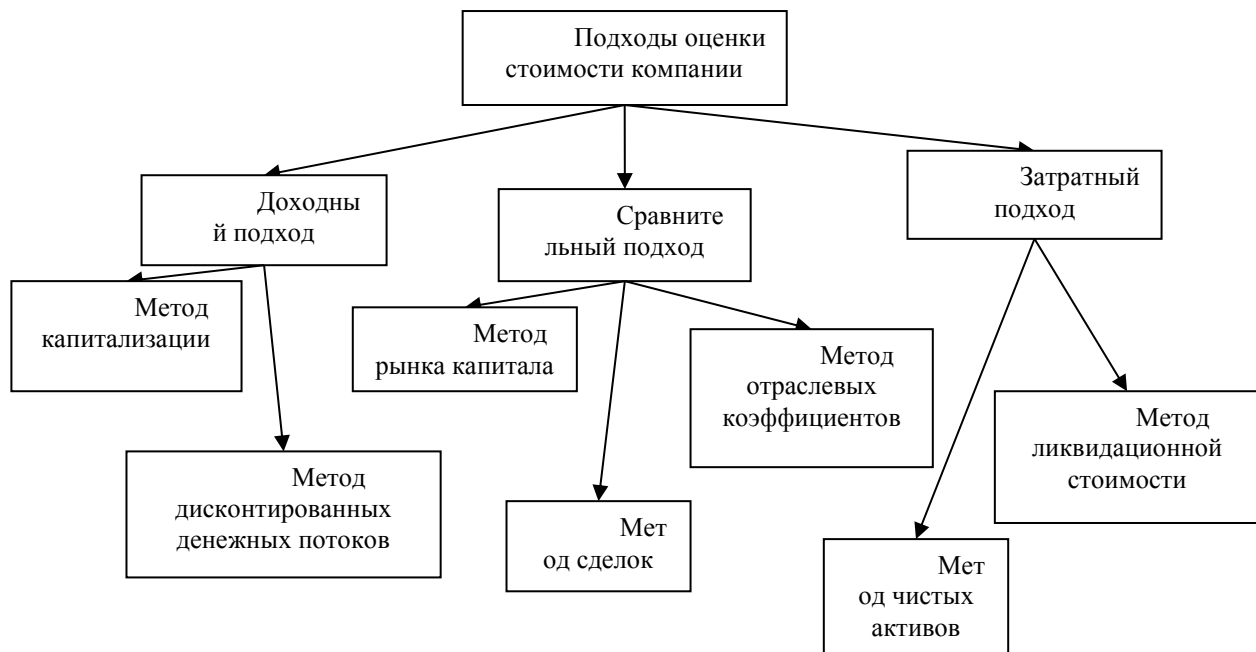 Подходы оценки
стоимости компании
Доходны
й подход
Сравните
льный подход
Затратный
подход
Метод
капитализации
Метод
рынка капитала
Метод
отраслевых
коэффициентов
Метод
ликвидационной
стоимости
Метод
дисконтированных
денежных потоков
Мет
од сделок
Мет
од чистых
активов